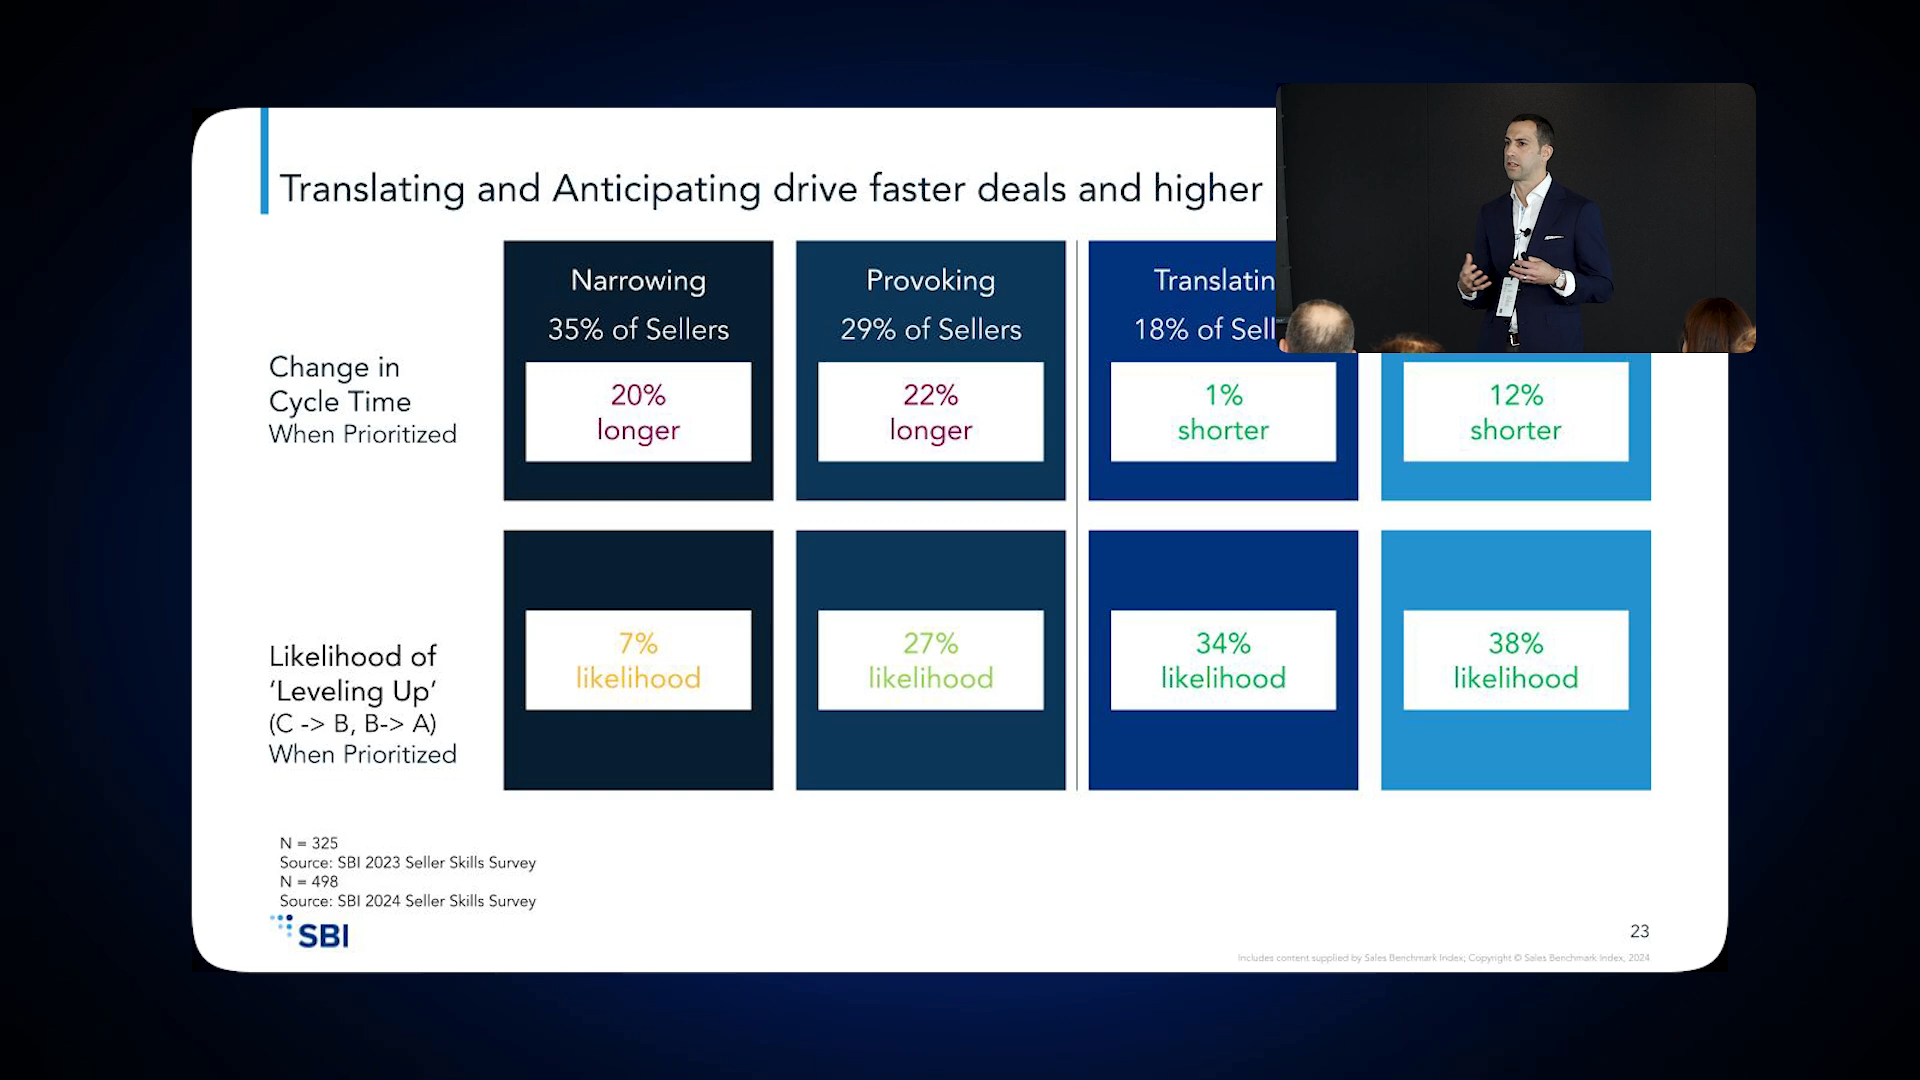 Translating and Anticipating drive faster deals and higher
Narrowing
35% of Sellers
Provoking
29% of Sellers
Translatin
18% of Sell
Change in
Cycle Time
When Prioritized
20%
longer
22%
longer
1%
shorter
12%
shorter
Likelihood of
‘Leveling Up’
(C -> B, B-> A)
When Prioritized
7%
likelihood
27%
likelihood
34%
likelihood
38%
likelihood
N = 325
Source: SBI 2023 Seller Skills Survey
N = 498
Source: SBI 2024 Seller Skills Survey
SBI
23
Includes content supplied by Sales Benchmark Index; Copyright © Sales Benchmark Index, 2024